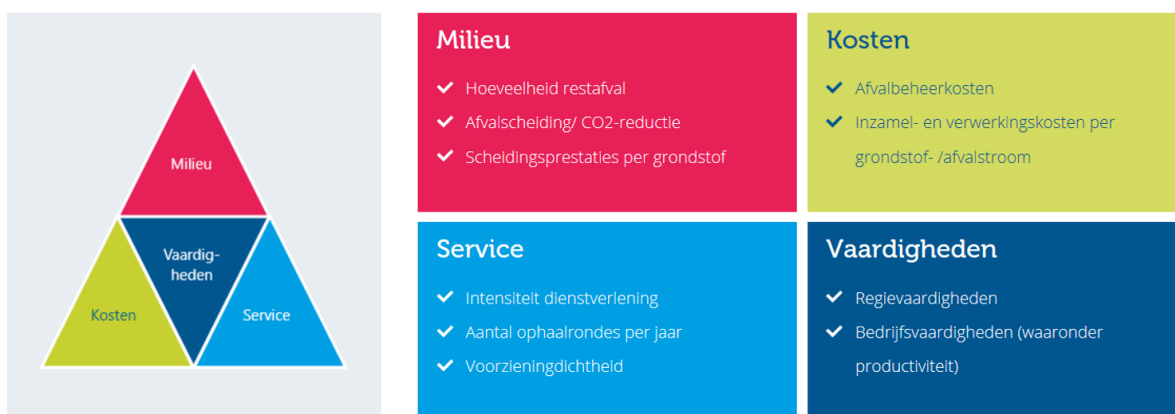 Milieu
Vaardig-
heden
Kosten
Service
Milieu
Hoeveelheid restafval
Afvalscheiding/ CO2-reductie
Scheidingsprestaties per grondstof
Kosten
Afvalbeheerkosten
Inzamel- en verwerkingskosten per
grondstof- /afvalstroom
Service
Intensiteit dienstverlening
Aantal ophaalrondes per jaar
Voorzieningdichtheid
Vaardigheden
Regievaardigheden
Bedrijfsvaardigheden (waaronder
productiviteit)